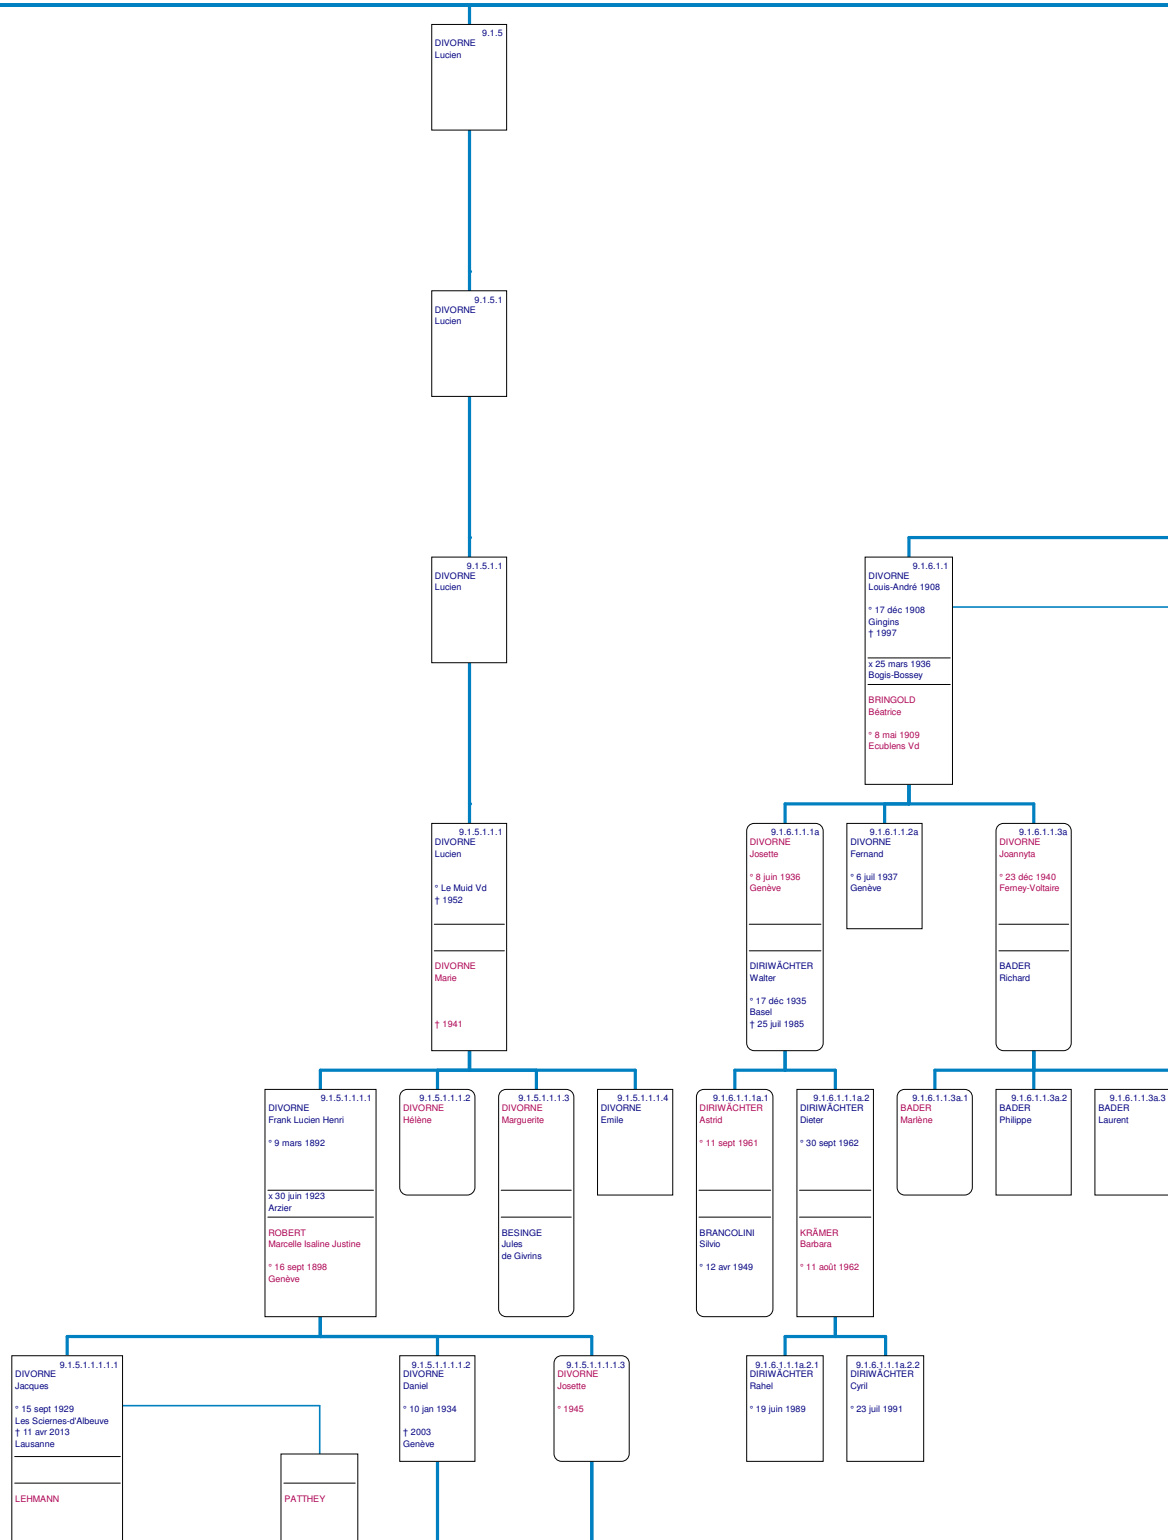 9.1.5
DIVORNE
Lucien
9.1.5.1
DIVORNE
Lucien
9.1.5.1.1
DIVORNE
Lucien
9.1.6.1.1
DIVORNE
Louis-André 1908
° 17 déc 1908
Gingins
† 1997
x 25 mars 1936
Bogis-Bossey
BRINGOLD
Béatrice
° 8 mai 1909
Ecublens Vd
9.1.5.1.1.1
DIVORNE
Lucien
° Le Muid Vd
† 1952
DIVORNE
Marie
† 1941
9.1.6.1.1.1a
DIVORNE
Josette
° 8 juin 1936
Genève
DIRIWÄCHTER
Walter
° 17 déc 1935
Basel
† 25 juil 1985
9.1.6.1.1.2a
DIVORNE
Fernand
° 6 juil 1937
Genève
9.1.6.1.1.3a
DIVORNE
Joannyta
° 23 déc 1940
Ferney-Voltaire
BADER
Richard
9.1.5.1.1.1.1
DIVORNE
Frank Lucien Henri
° 9 mars 1892
x 30 juin 1923
Arzier
ROBERT
Marcelle Isaline Justine
° 16 sept 1898
Genève
9.1.5.1.1.1.2
DIVORNE
Hélène
9.1.5.1.1.1.3
DIVORNE
Marguerite
BESINGE
Jules
de Givrins
9.1.5.1.1.1.4
DIVORNE
Emile
9.1.6.1.1.1a.1
DIRIWÄCHTER
Astrid
° 11 sept 1961
BRANCOLINI
Silvio
° 12 avr 1949
9.1.6.1.1.1a.2
DIRIWÄCHTER
Dieter
° 30 sept 1962
KRÄMER
Barbara
° 11 août 1962
9.1.6.1.1.3a.1
BADER
Marlène
9.1.6.1.1.3a.2
BADER
Philippe
9.1.6.1.1.3a.3
BADER
Laurent
9.1.5.1.1.1.1.1
DIVORNE
Jacques
° 15 sept 1929
Les Sciernes-d'Albeuve
† 11 avr 2013
Lausanne
LEHMANN
PATTHEY
9.1.5.1.1.1.1.2
DIVORNE
Daniel
° 10 jan 1934
† 2003
Genève
9.1.5.1.1.1.1.3
DIVORNE
Josette
° 1945
9.1.6.1.1.1a.2.1
DIRIWÄCHTER
Rahel
° 19 juin 1989
9.1.6.1.1.1a.2.2
DIRIWÄCHTER
Cyril
° 23 juil 1991